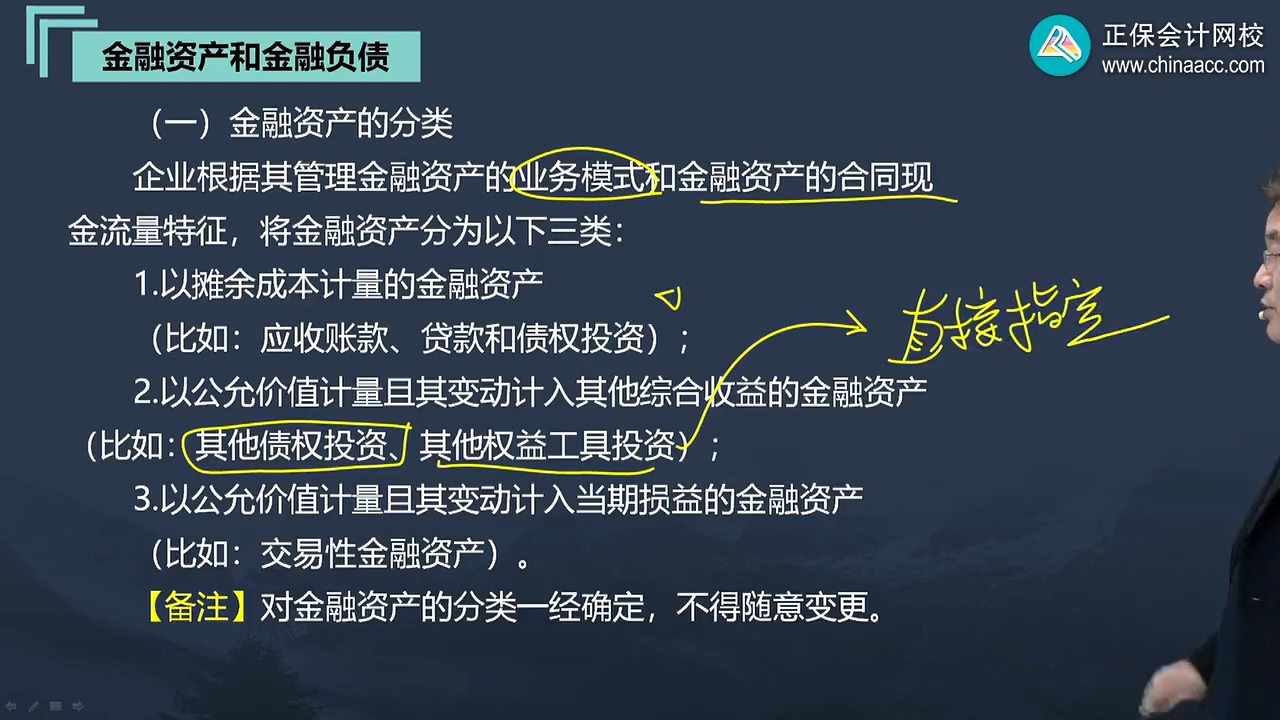 金融资产和金融负债
正保会计网校
www.chinaacc.com
（一）金融资产的分类
企业根据其管理金融资产的业务模式和金融资产的合同现
金流量特征，将金融资产分为以下三类：
1.以摊余成本计量的金融资产
（比如：应收账款、贷款和债权投资）；
直接指定
2.以公允价值计量且其变动计入其他综合收益的金融资产
（比如：其他债权投资、其他权益工具投资）；
3.以公允价值计量且其变动计入当期损益的金融资产
（比如：交易性金融资产）。
【备注】对金融资产的分类一经确定，不得随意变更。